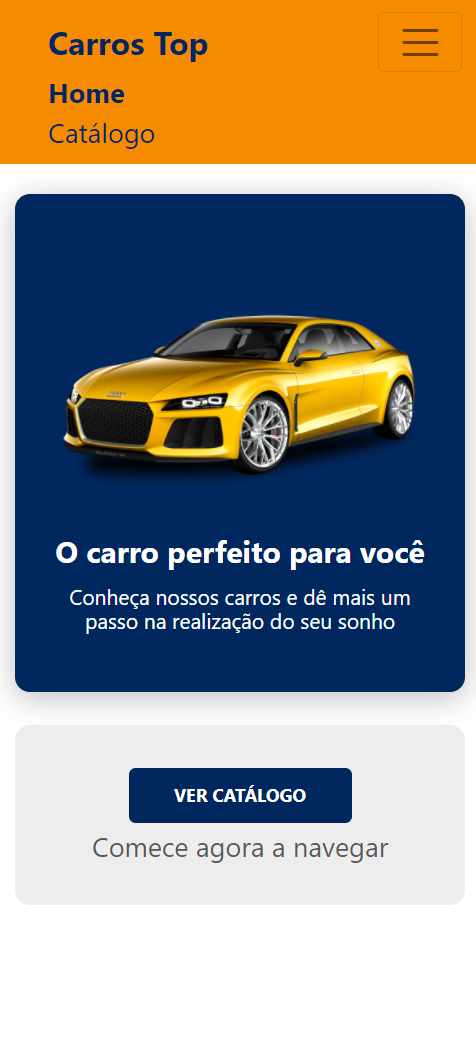 Carros Top
Home
Catálogo
O carro perfeito para você
Conheça nossos carros e dê mais um
passo na realização do seu sonho
VER CATÁLOGO
Comece agora a navegar